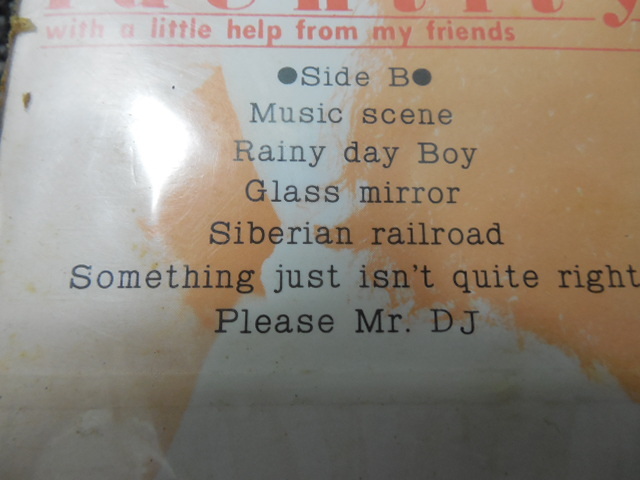 identity
with a little help from my friends
●Side B●
Music scene
Rainy day Boy
Glass mirror
Siberian railroad
Something just isn't quite right
Please Mr. DJ